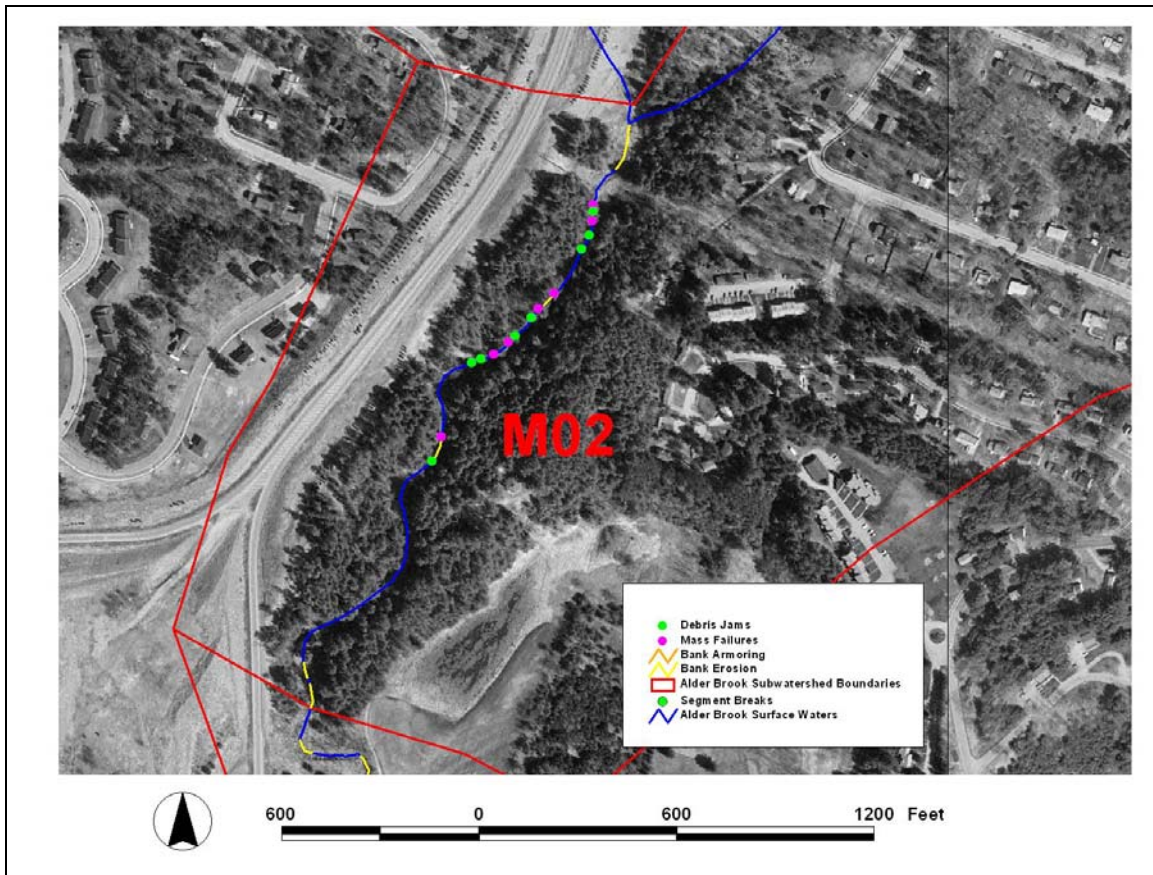 M02
Debris Jams
Mass Failures
Bank Armoring
Bank Erosion
Alder Brook Subwatershed Boundaries
Segment Breaks
Alder Brook Surface Waters
600 0 600 1200 Feet